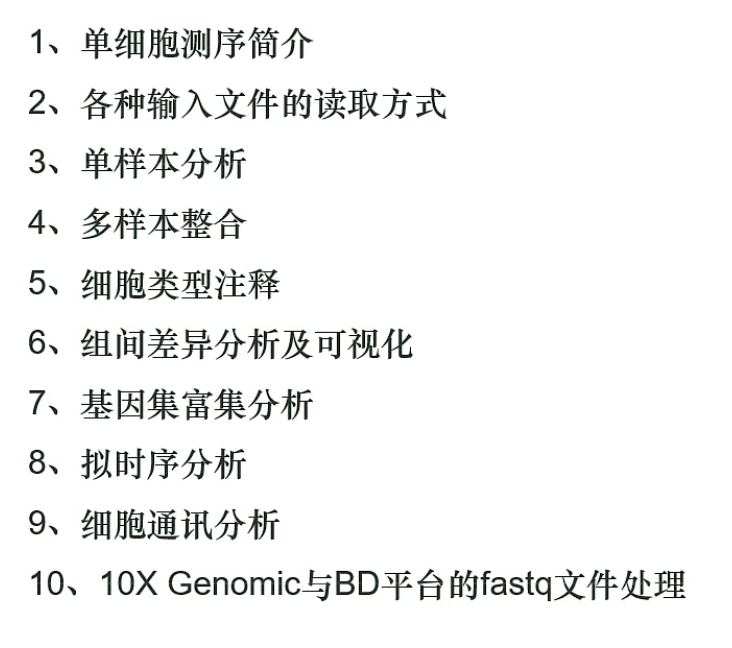 1、单细胞测序简介
2、各种输入文件的读取方式
3、单样本分析
4、多样本整合
5、细胞类型注释
6、组间差异分析及可视化
7、基因集富集分析
8、拟时序分析
9、细胞通讯分析
10、10X Genomic与BD平台的fastq文件处理